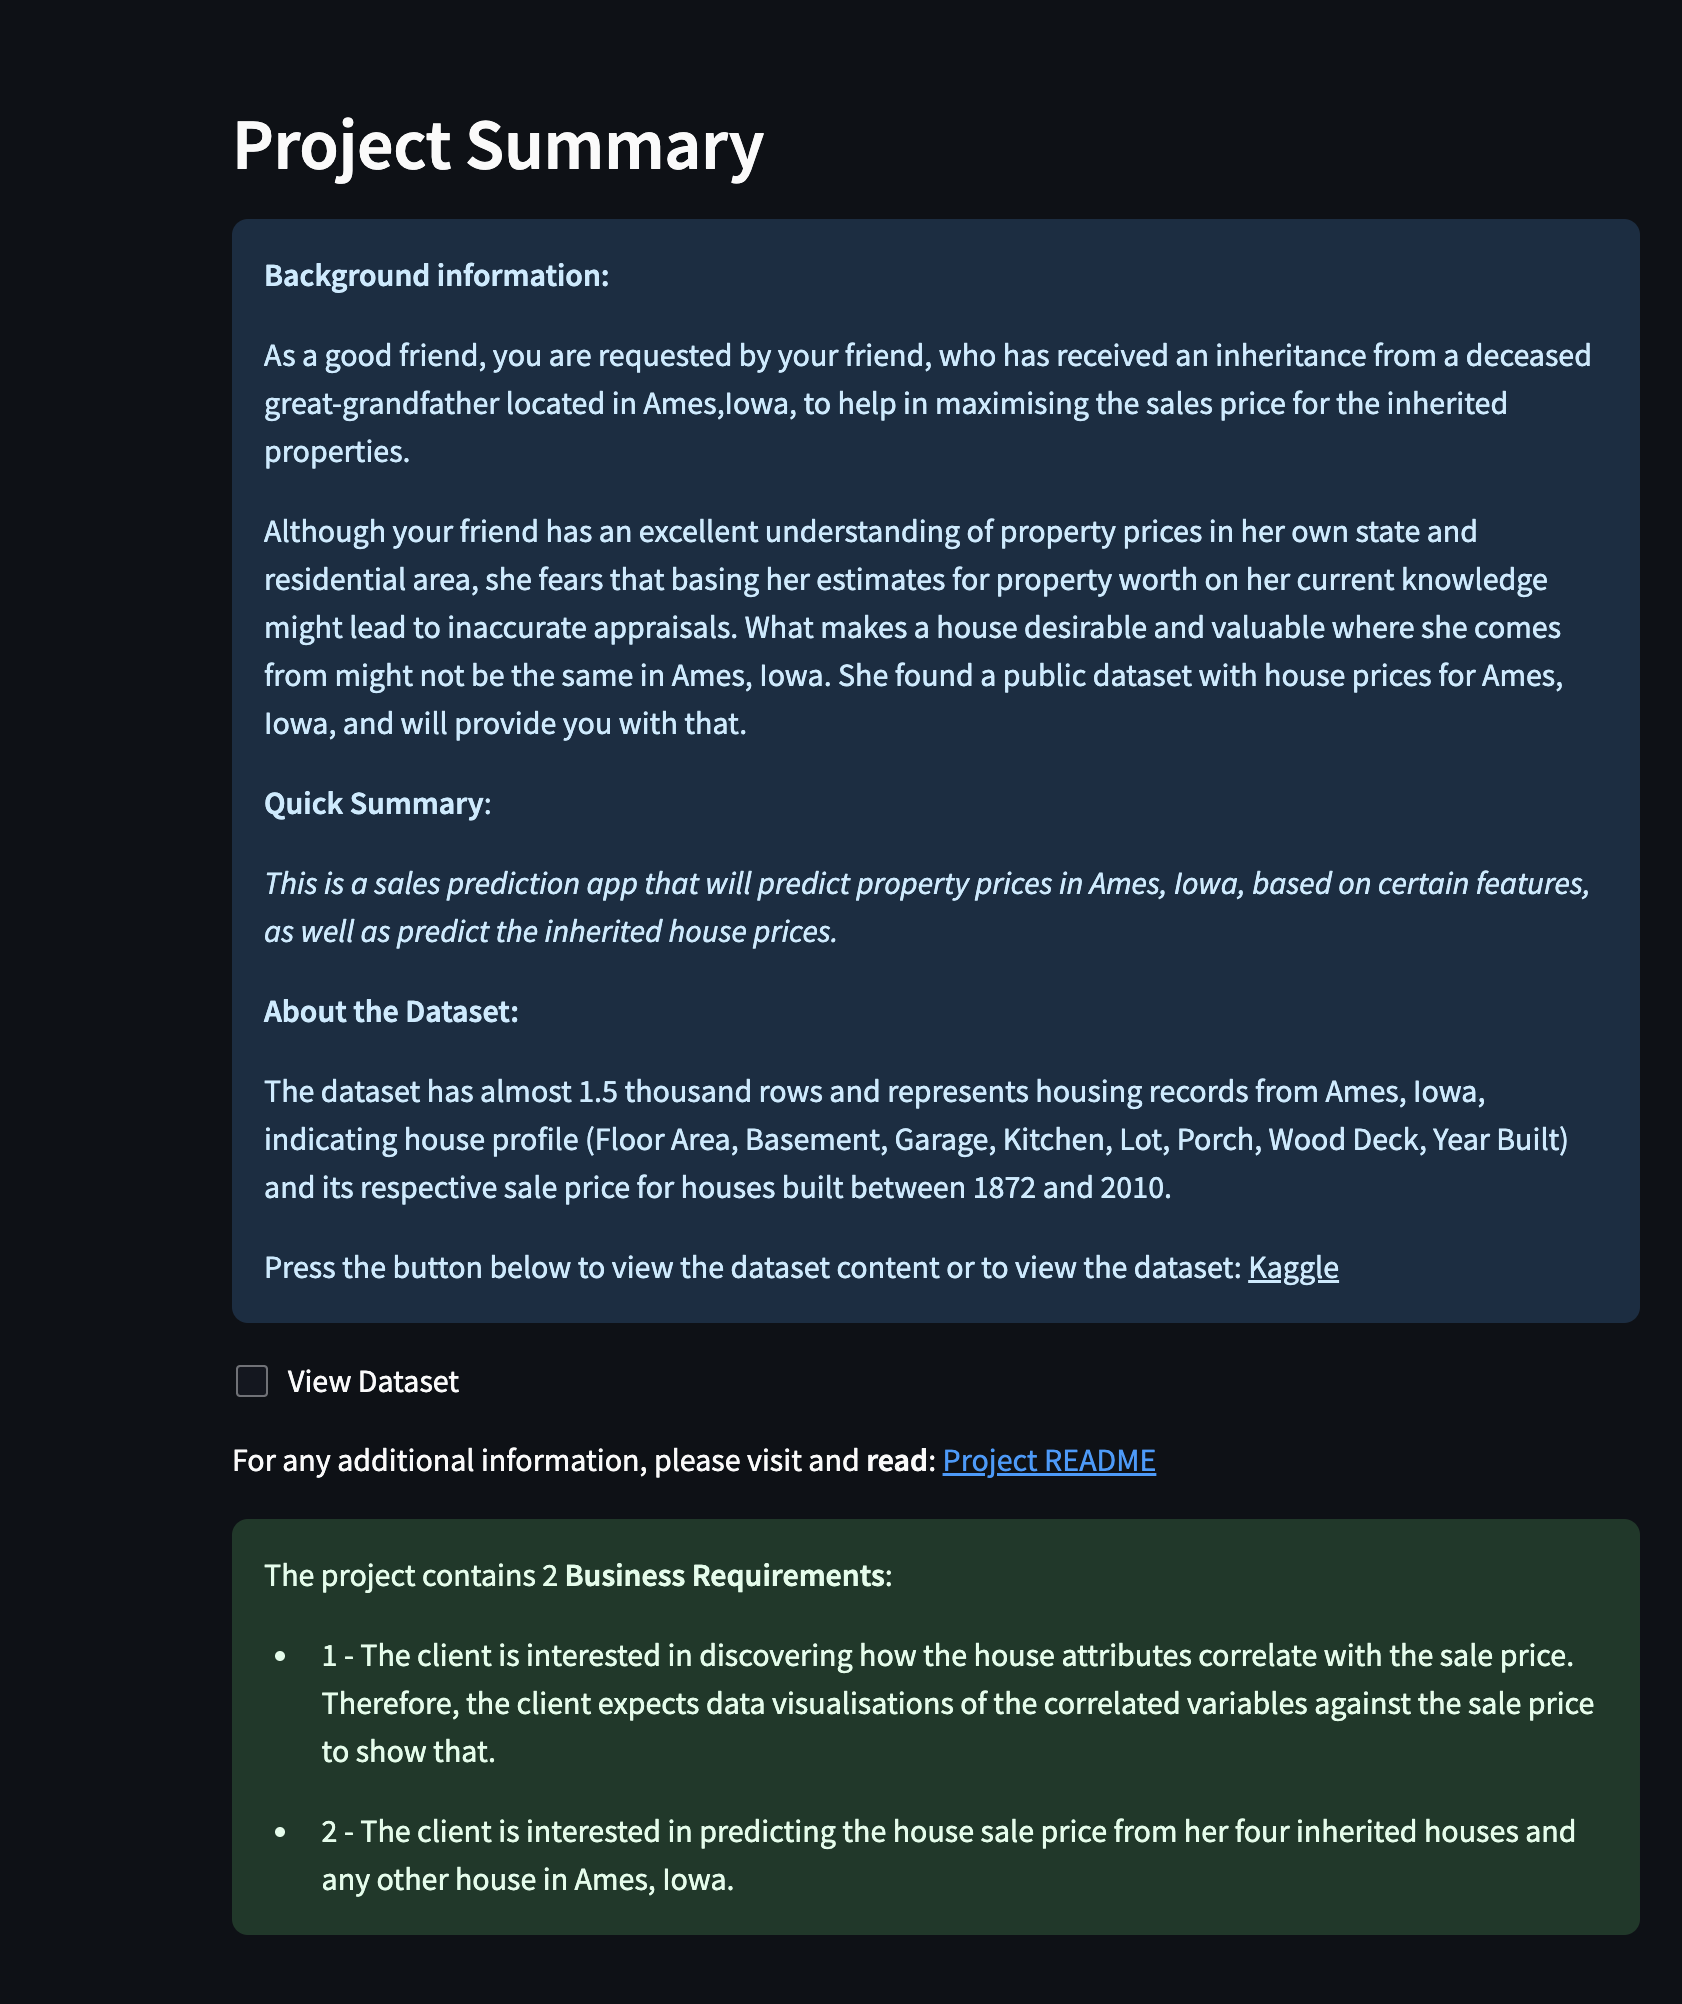 Project Summary
Background information:
As a good friend, you are requested by your friend, who has received an inheritance from a deceased
great-grandfather located in Ames,Iowa, to help in maximising the sales price for the inherited
properties.
Although your friend has an excellent understanding of property prices in her own state and
residential area, she fears that basing her estimates for property worth on her current knowledge
might lead to inaccurate appraisals. What makes a house desirable and valuable where she comes
from might not be the same in Ames, Iowa. She found a public dataset with house prices for Ames,
Iowa, and will provide you with that.
Quick Summary:
This is a sales prediction app that will predict property prices in Ames, Iowa, based on certain features,
as well as predict the inherited house prices.
About the Dataset:
The dataset has almost 1.5 thousand rows and represents housing records from Ames, Iowa,
indicating house profile (Floor Area, Basement, Garage, Kitchen, Lot, Porch, Wood Deck, Year Built)
and its respective sale price for houses built between 1872 and 2010.
Press the button below to view the dataset content or to view the dataset: Kaggle
View Dataset
For any additional information, please visit and read: Project README
The project contains 2 Business Requirements:
• 1 - The client is interested in discovering how the house attributes correlate with the sale price.
Therefore, the client expects data visualisations of the correlated variables against the sale price
to show that.
• 2 - The client is interested in predicting the house sale price from her four inherited houses and
any other house in Ames, Iowa.